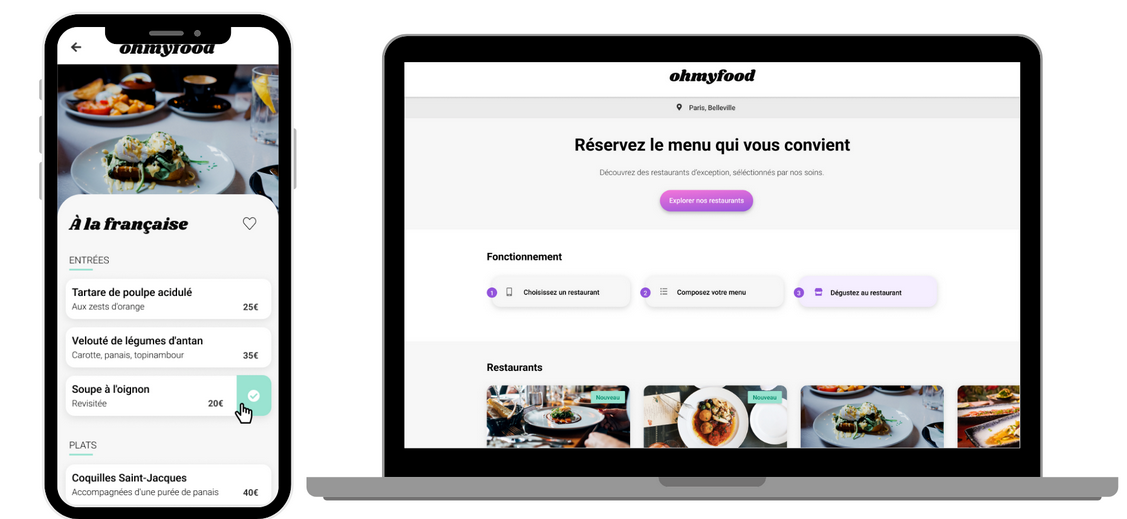 ohmyfood
À la française
ENTRÉES
Tartare de poulpe acidulé
Aux zests d'orange
25€
Velouté de légumes d'antan
Carotte, panais, topinambour
35€
Soupe à l'oignon
Revisitée
20€
PLATS
Coquilles Saint-Jacques
Accompagnées d'une purée de panais
40€
ohmyfood
Paris, Belleville
Réservez le menu qui vous convient
Découvrez des restaurants d'exception, séléctionnés par nos soins.
Explorer nos restaurants
Fonctionnement
1 Choisissez un restaurant
2 Composez votre menu
3 Dégustez au restaurant
Restaurants
Nouveau
Nouveau